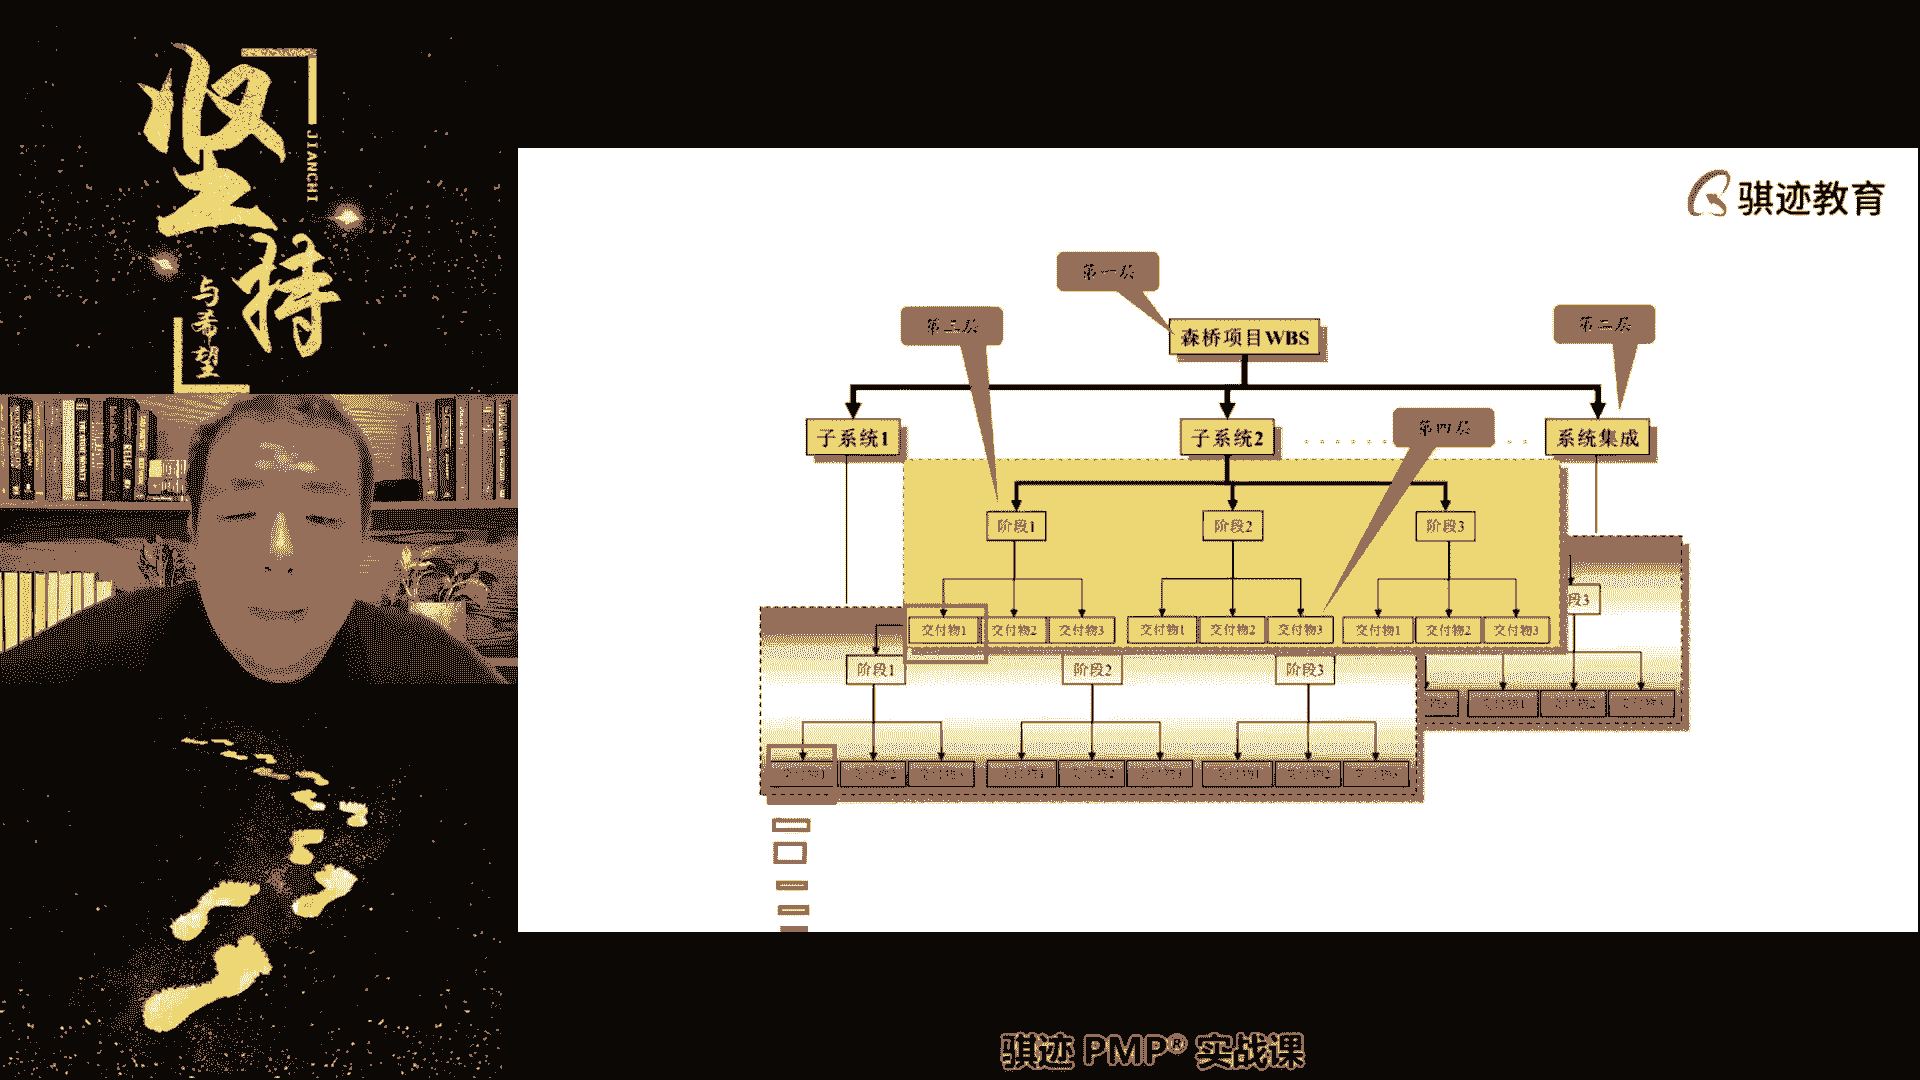 坚持
JIANCHI
与希望
骐迹教育
第一层
第三层
第二层
森桥项目WBS
子系统1
子系统2
第四层
系统集成
阶段1
阶段2
阶段3
段3
交付物1
交付物2
交付物3
交付物1
交付物2
交付物3
交付物1
交付物2
交付物3
阶段1
阶段2
阶段3
骐迹 PMP® 实战课